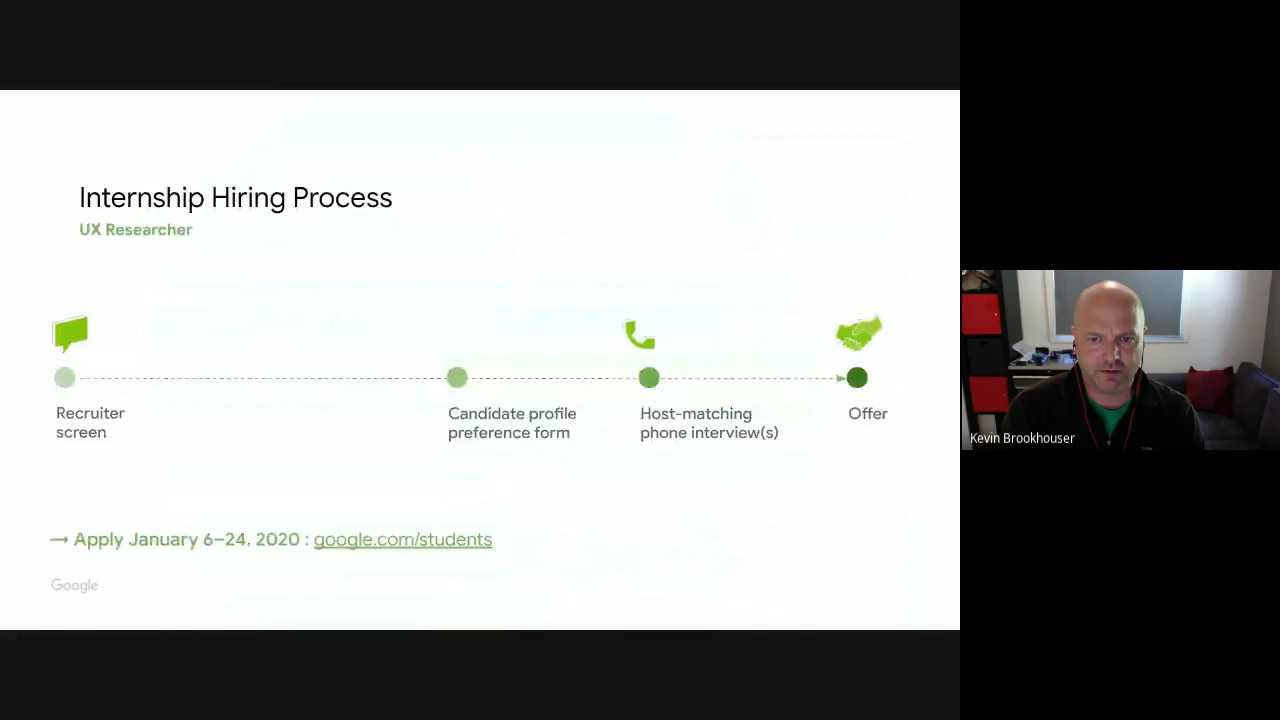 Internship Hiring Process
UX Researcher
Recruiter
screen
Candidate profile
preference form
Host-matching
phone interview(s)
Offer
→ Apply January 6–24, 2020 : google.com/students
Google
Kevin Brookhouser